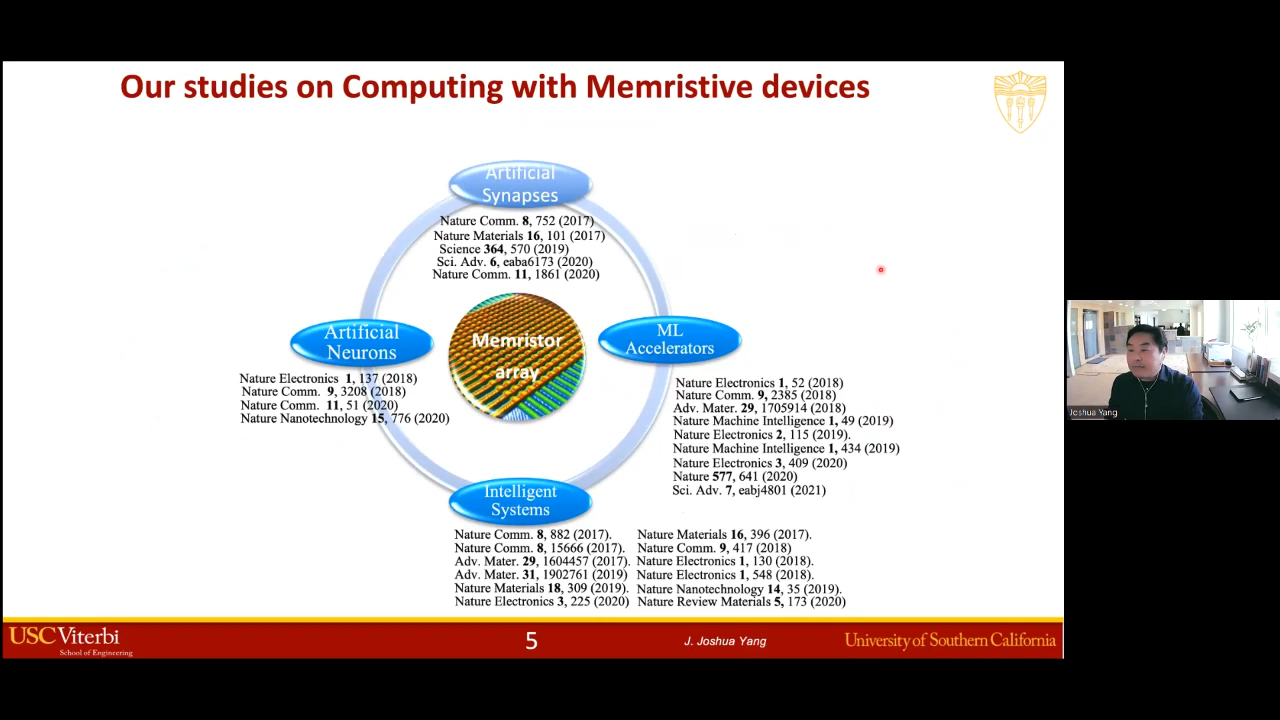 Our studies on Computing with Memristive devices
Artificial
Synapses
Nature Comm. 8, 752 (2017)
Nature Materials 16, 101 (2017)
Science 364, 570 (2019)
Sci. Adv. 6, eaba6173 (2020)
Nature Comm. 11, 1861 (2020)
Artificial
Neurons
Nature Electronics 1, 137 (2018)
Nature Comm. 9, 3208 (2018)
Nature Comm. 11, 51 (2020)
Nature Nanotechnology 15, 776 (2020)
Memristor
array
ML
Accelerators
Nature Electronics 1, 52 (2018)
Nature Comm. 9, 2385 (2018)
Adv. Mater. 29, 1705914 (2018)
Nature Machine Intelligence 1, 49 (2019)
Nature Electronics 2, 115 (2019).
Nature Machine Intelligence 1, 434 (2019)
Nature Electronics 3, 409 (2020)
Nature 577, 641 (2020)
Sci. Adv. 7, eabj4801 (2021)
Intelligent
Systems
Nature Comm. 8, 882 (2017).
Nature Comm. 8, 15666 (2017).
Adv. Mater. 29, 1604457 (2017).
Adv. Mater. 31, 1902761 (2019)
Nature Materials 18, 309 (2019).
Nature Electronics 3, 225 (2020)
Nature Materials 16, 396 (2017).
Nature Comm. 9, 417 (2018)
Nature Electronics 1, 130 (2018).
Nature Electronics 1, 548 (2018).
Nature Nanotechnology 14, 35 (2019).
Nature Review Materials 5, 173 (2020)
USC Viterbi
School of Engineering
5
J. Joshua Yang
University of Southern California
Joshua Yang